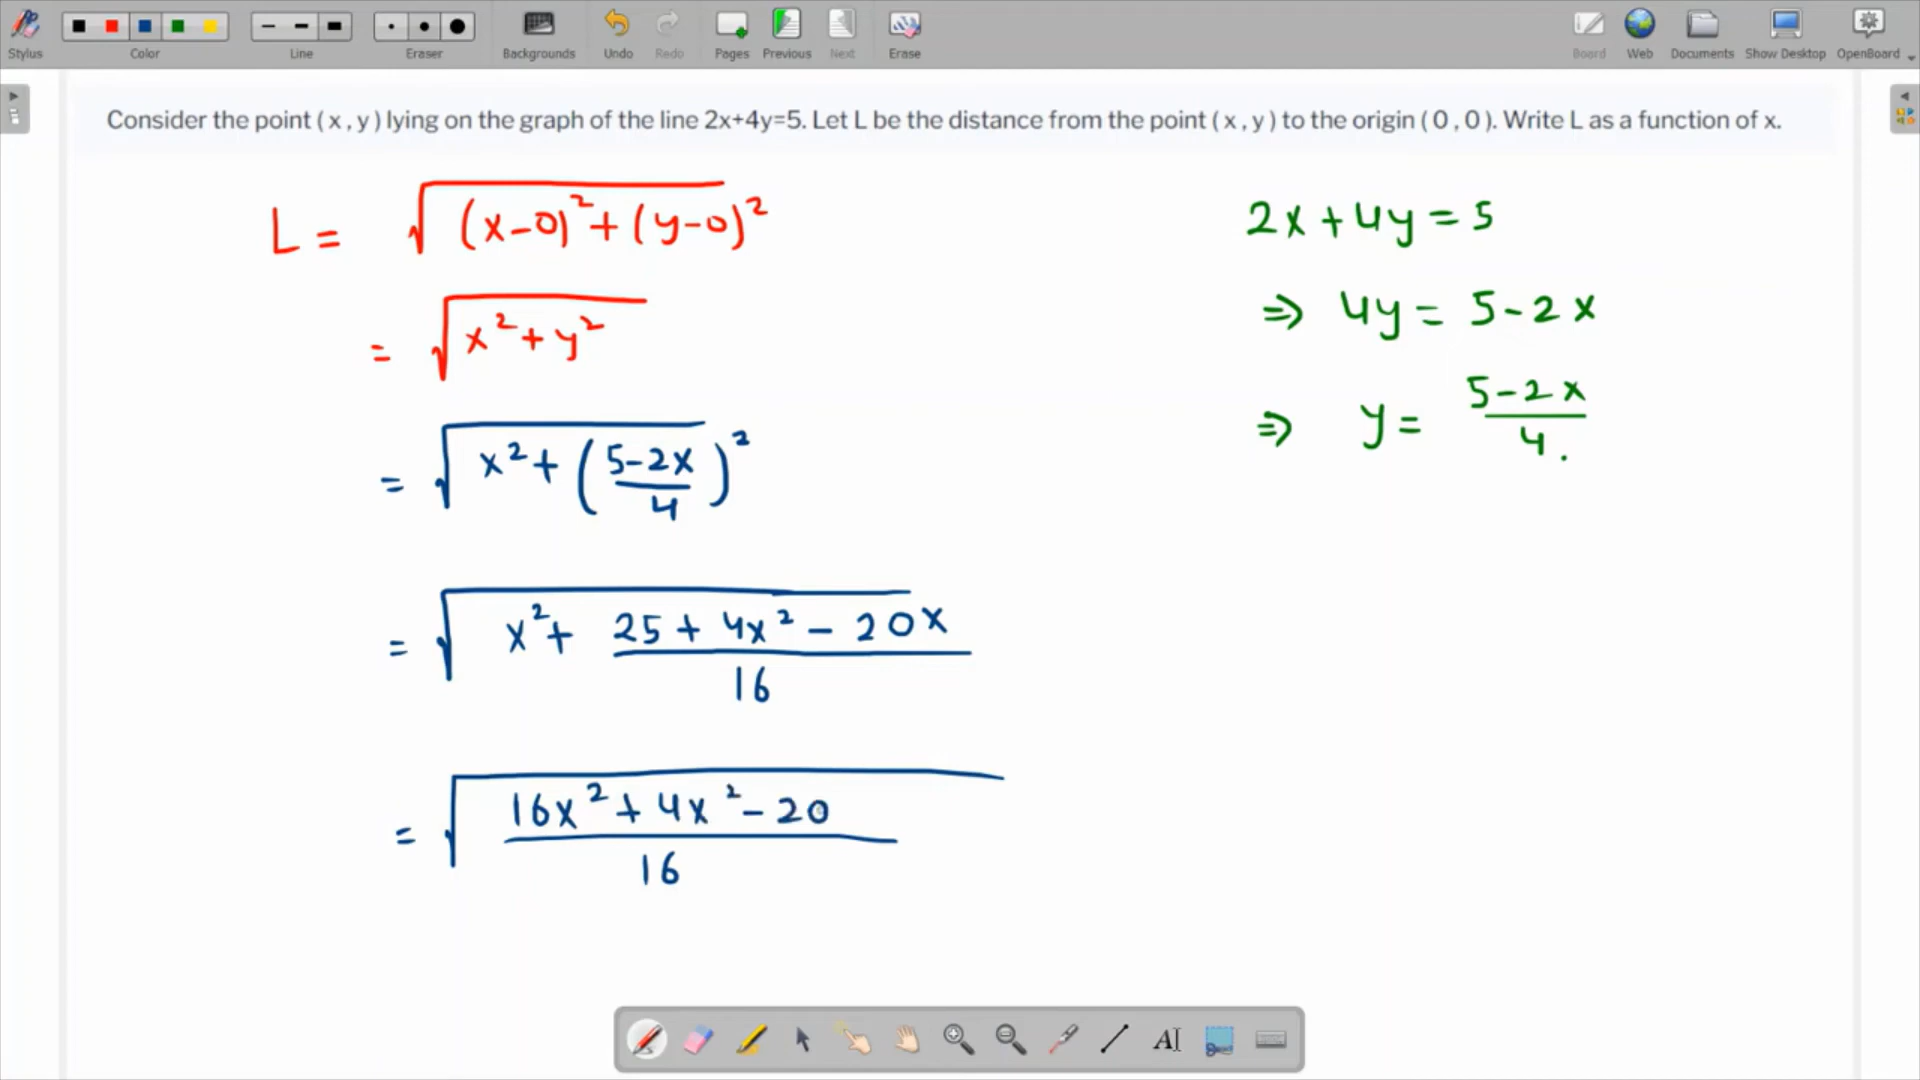 Stylus Color Line Eraser Backgrounds Undo Redo Pages Previous Next Erase Board Web Documents Show Desktop OpenBoard
Consider the point ( x , y ) lying on the graph of the line 2x+4y=5. Let L be the distance from the point ( x , y ) to the origin ( 0 , 0 ). Write L as a function of x.
L = √((x-0)²+(y-0)²)
= √(x²+y²)
= √(x²+((5-2x)/4)²)
= √(x²+(25+4x²-20x)/16)
= √((16x²+4x²-20)/16)
2x+4y=5
⇒ 4y=5-2x
⇒ y=(5-2x)/4.
AI